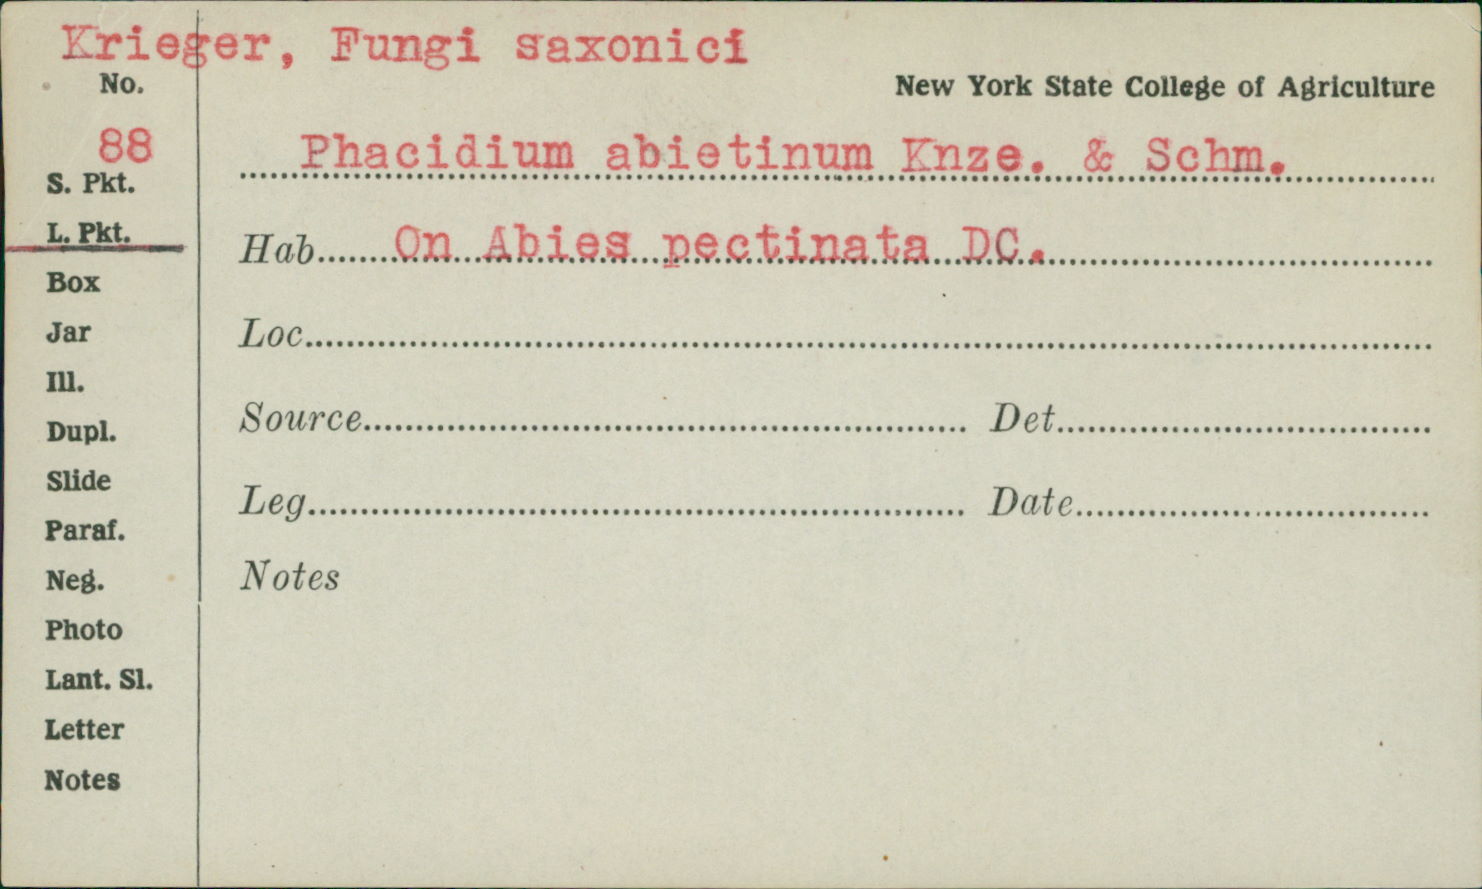 Krieger, Fungi saxonici
No.
New York State College of Agriculture
88
Phacidium abietinum Knze. & Schm.
S. Pkt.
L. Pkt.
Hab. On Abies pectinata DC.
Box
Jar
Loc.
Ill.
Dupl.
Source Det.
Slide
Leg. Date
Paraf.
Neg.
Notes
Photo
Lant. Sl.
Letter
Notes